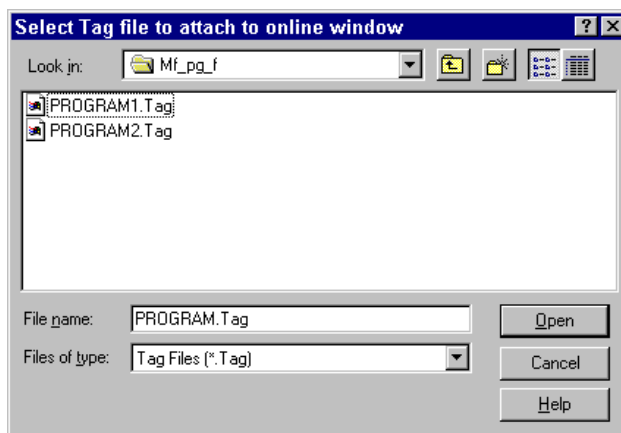 Select Tag file to attach to online window
Look in: Mf_pg_f
PROGRAM1.Tag
PROGRAM2.Tag
File name: PROGRAM.Tag Open
Files of type: Tag Files (*.Tag) Cancel
Help